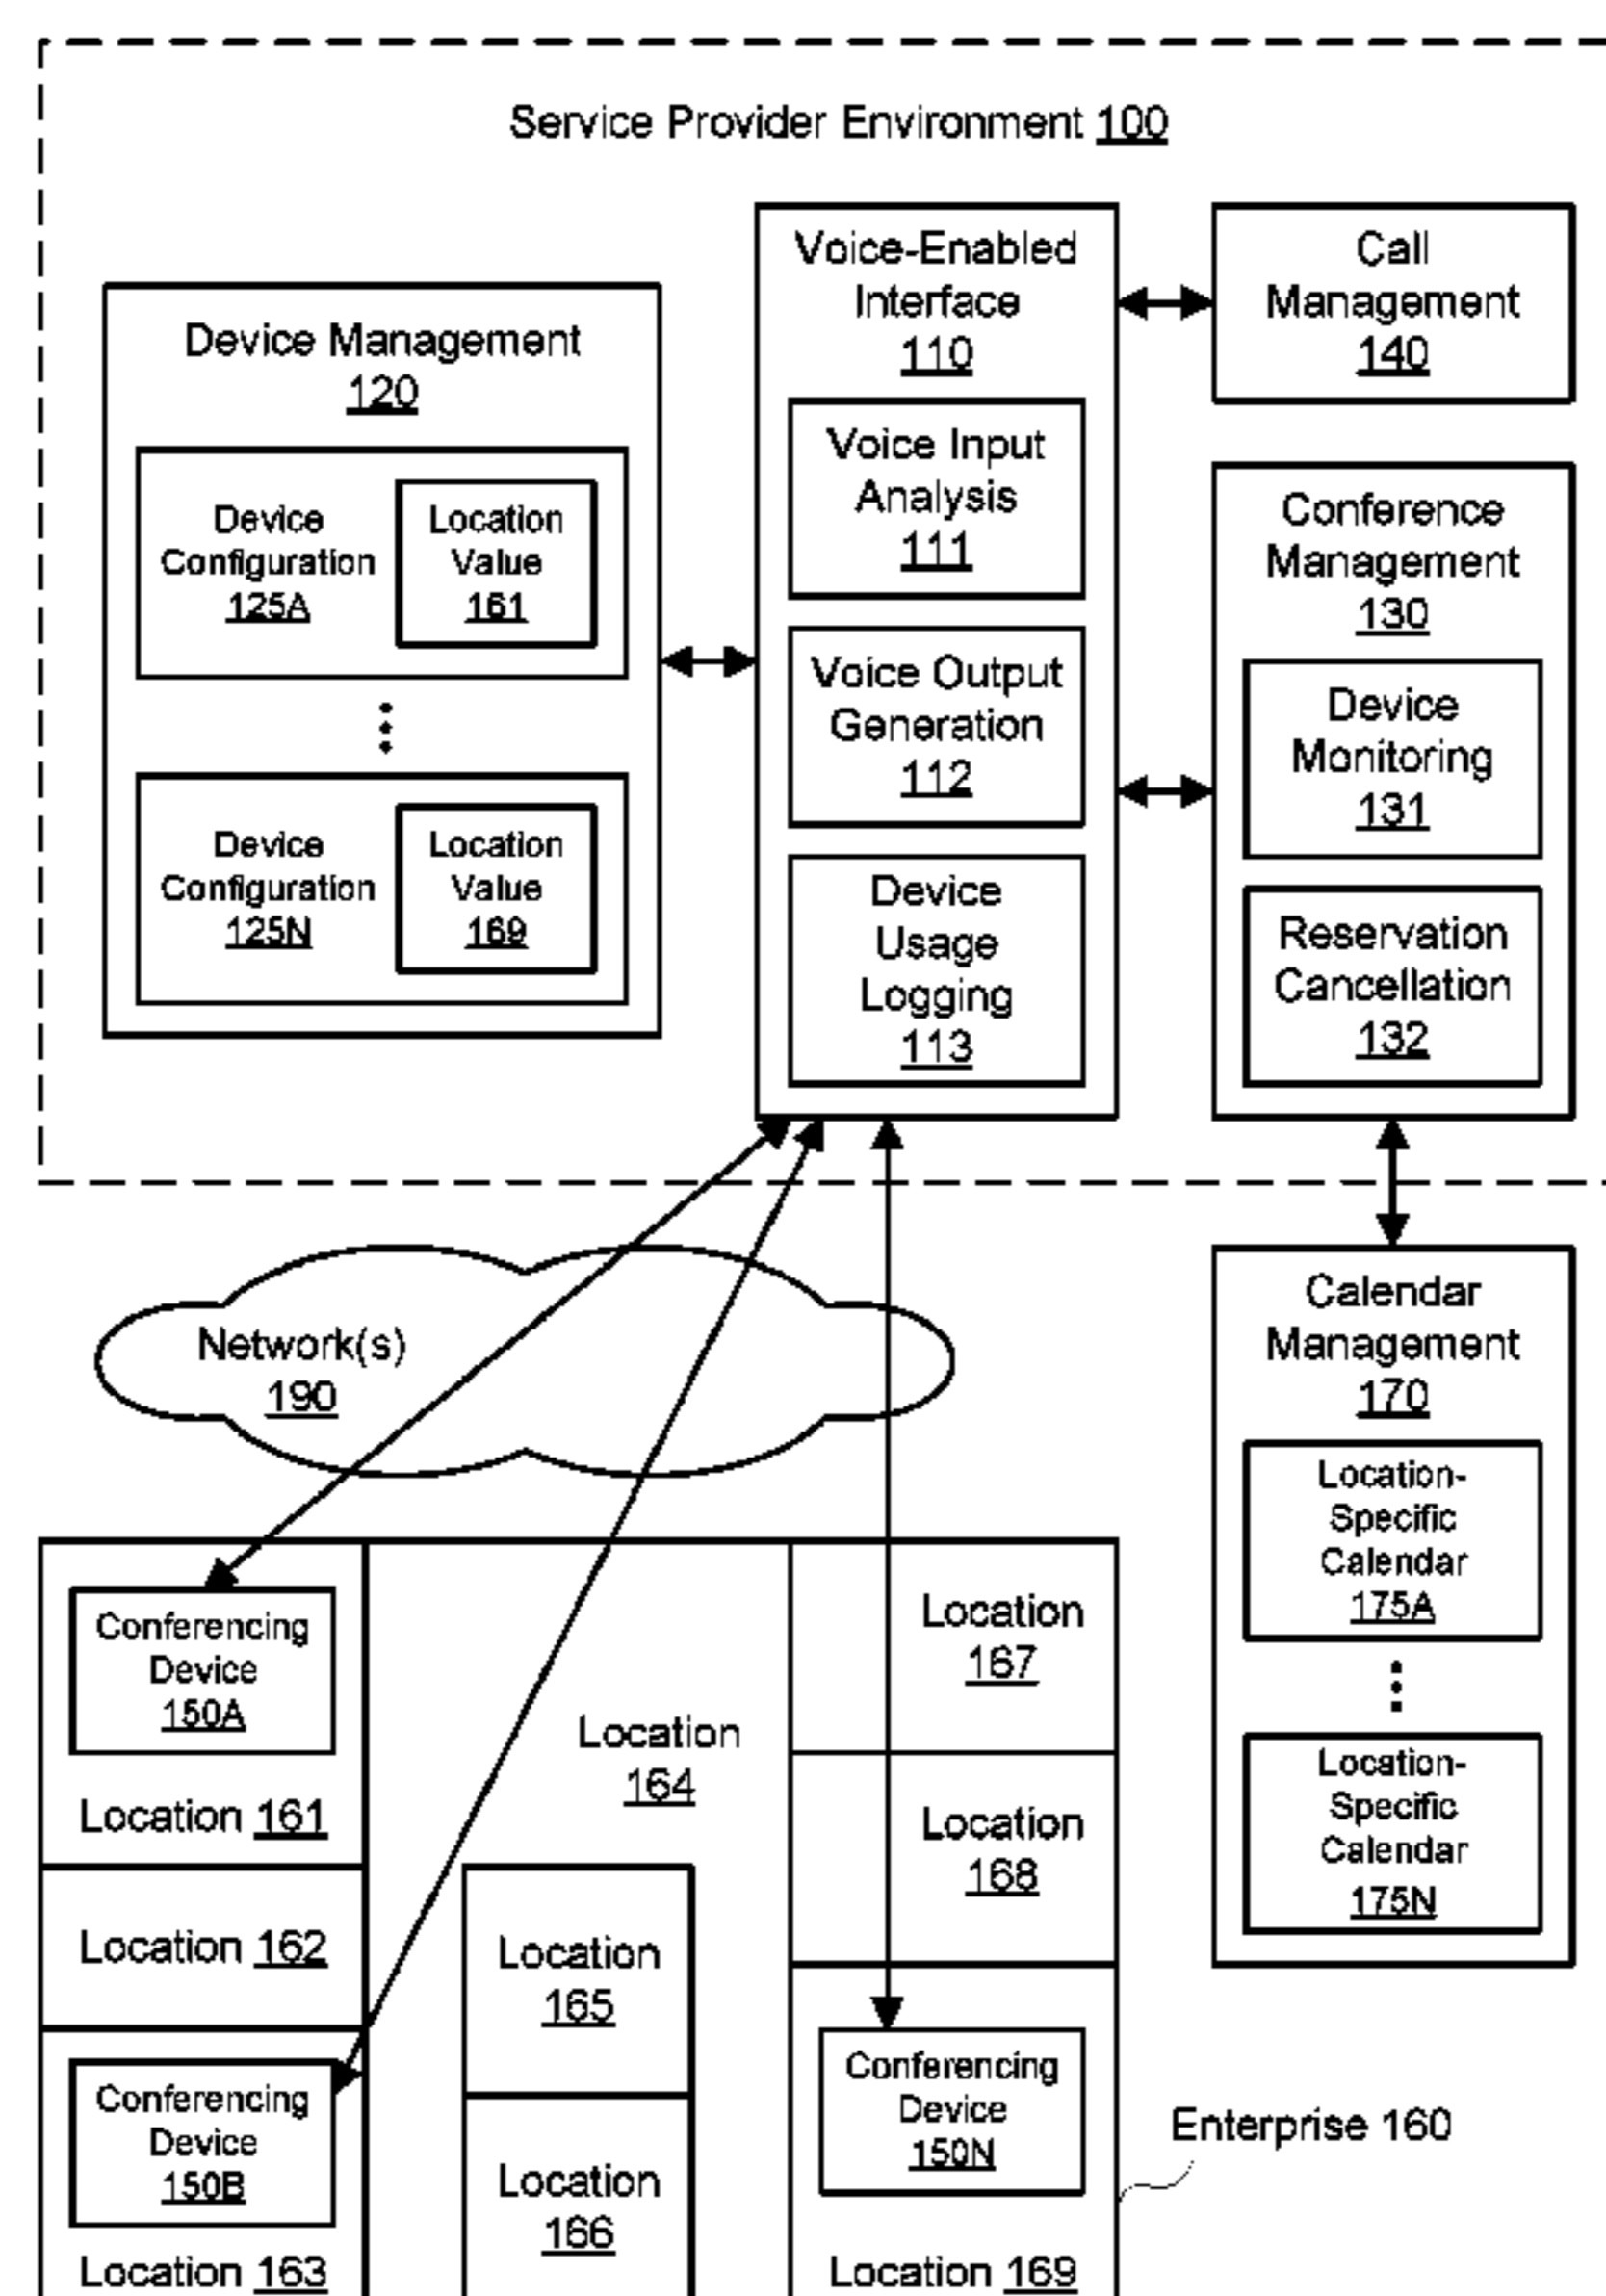 Service Provider Environment 100
Device Management
120
Device
Configuration
125A
Location
Value
161
Device
Configuration
125N
Location
Value
169
Voice-Enabled
Interface
110
Voice Input
Analysis
111
Voice Output
Generation
112
Device
Usage
Logging
113
Call
Management
140
Conference
Management
130
Device
Monitoring
131
Reservation
Cancellation
132
Network(s)
190
Calendar
Management
170
Location-
Specific
Calendar
175A
Location-
Specific
Calendar
175N
Conferencing
Device
150A
Location 161
Location 162
Conferencing
Device
150B
Location 163
Location
164
Location
165
Location
166
Location
167
Location
168
Conferencing
Device
150N
Location 169
Enterprise 160